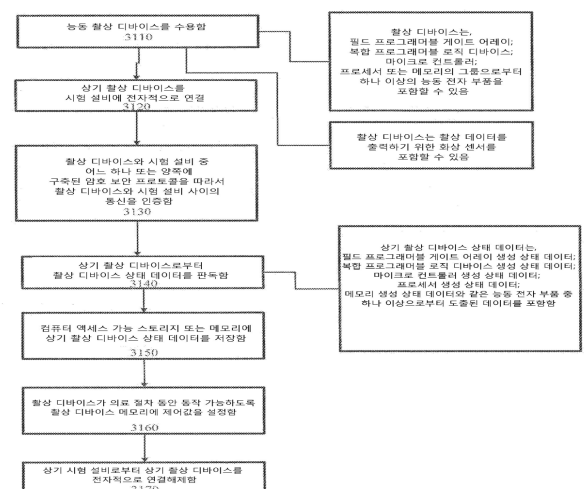 능동 촬상 디바이스를 수용함
3110
촬상 디바이스는,
필드 프로그래머블 게이트 어레이;
복합 프로그래머블 로직 디바이스;
마이크로 컨트롤러;
프로세서 또는 메모리의 그룹으로부터
하나 이상의 능동 전자 부품을
포함할 수 있음
상기 촬상 디바이스를
시험 설비에 전자적으로 연결
3120
촬상 디바이스는 화상 데이터를
출력하기 위한 화상 센서를
포함할 수 있음
촬상 디바이스와 시험 설비 중
어느 하나 또는 양쪽에
구축된 암호 보안 프로토콜을 따라서
촬상 디바이스와 시험 설비 사이의
통신을 인증함
3130
상기 촬상 디바이스로부터
촬상 디바이스 상태 데이터를 판독함
3140
상기 촬상 디바이스 상태 데이터는,
필드 프로그래머블 게이트 어레이 생성 상태 데이터;
복합 프로그래머블 로직 디바이스 생성 상태 데이터;
마이크로 컨트롤러 생성 상태 데이터;
프로세서 생성 상태 데이터;
메모리 생성 상태 데이터와 같은 능동 전자 부품 중
하나 이상으로부터 도출된 데이터를 포함함
컴퓨터 액세스 가능 스토리지 또는 메모리에
상기 촬상 디바이스 상태 데이터를 저장함
3150
촬상 디바이스가 의료 절차 동안 동작 가능하도록
촬상 디바이스 메모리에 제어값을 설정함
3160
상기 시험 설비로부터 상기 촬상 디바이스를
전자적으로 연결해제함
3170